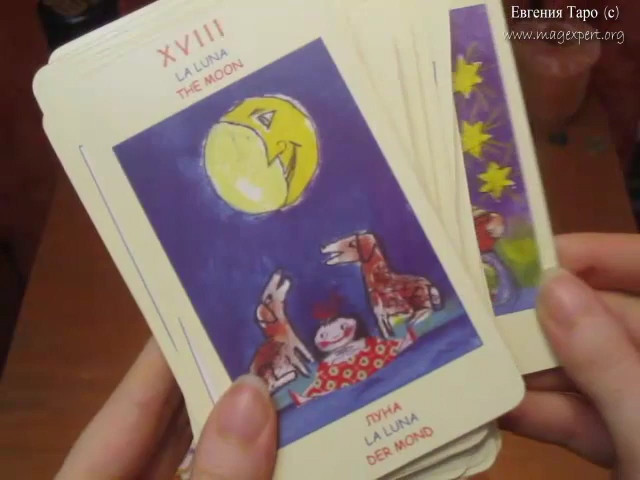 Евгения Таро (c)
www.magexpert.org
XVIII
LA LUNA
THE MOON
ЛУНА
LA LUNA
DER MOND